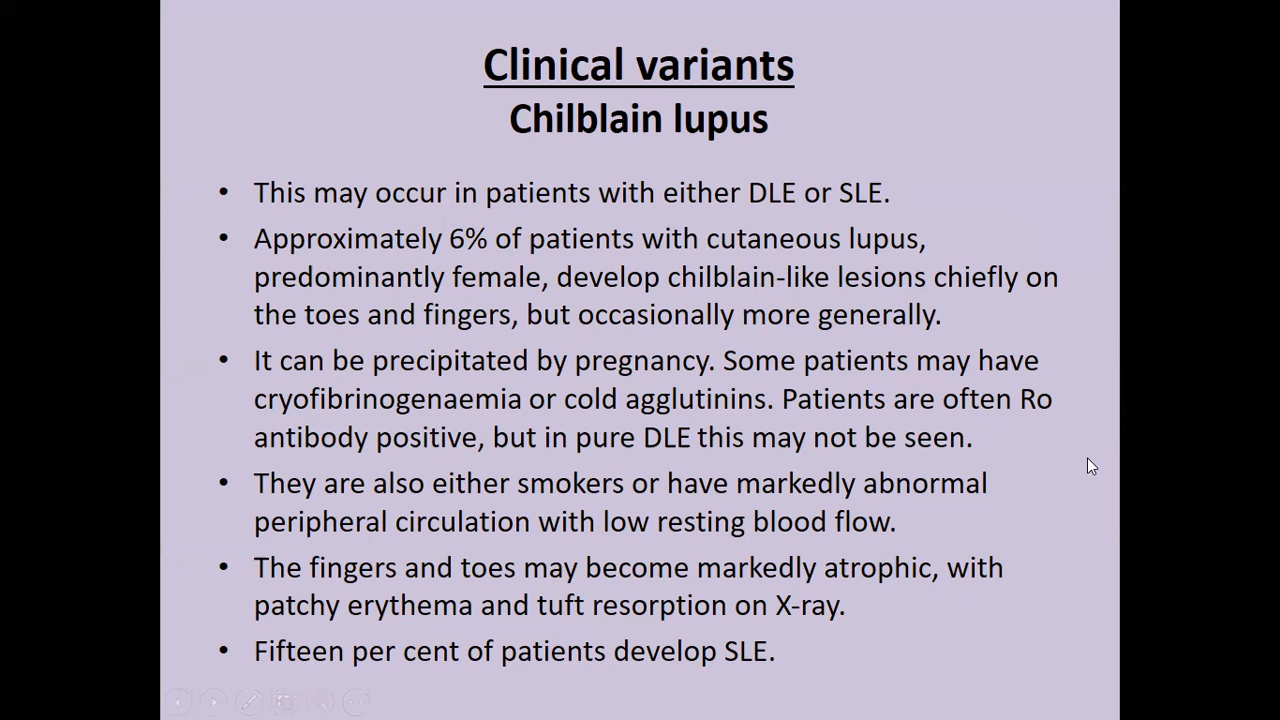 Clinical variants
Chilblain lupus
• This may occur in patients with either DLE or SLE.
• Approximately 6% of patients with cutaneous lupus,
predominantly female, develop chilblain-like lesions chiefly on
the toes and fingers, but occasionally more generally.
• It can be precipitated by pregnancy. Some patients may have
cryofibrinogenaemia or cold agglutinins. Patients are often Ro
antibody positive, but in pure DLE this may not be seen.
• They are also either smokers or have markedly abnormal
peripheral circulation with low resting blood flow.
• The fingers and toes may become markedly atrophic, with
patchy erythema and tuft resorption on X-ray.
• Fifteen per cent of patients develop SLE.